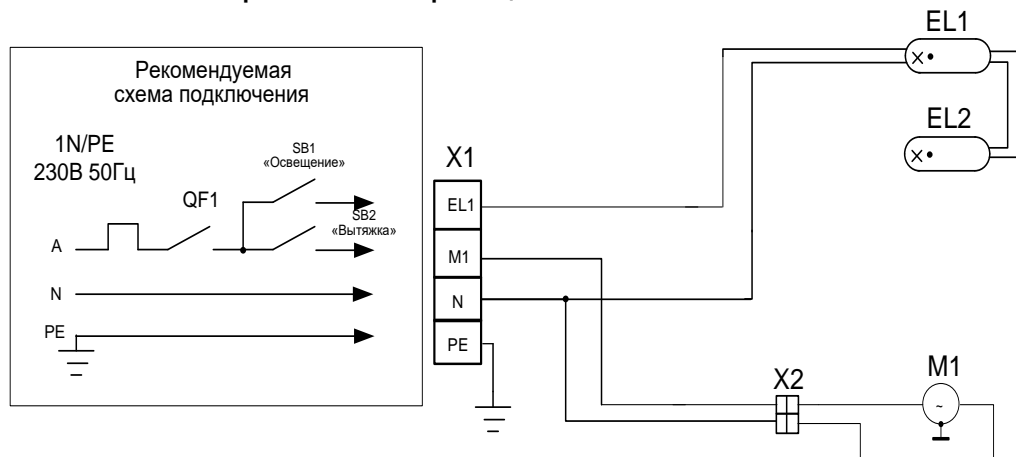 Рекомендуемая
схема подключения
1N/PE
230В 50Гц
SB1
«Освещение»
QF1
SB2
«Вытяжка»
A
N
PE
X1
EL1
M1
N
PE
EL1
EL2
X2
M1
~